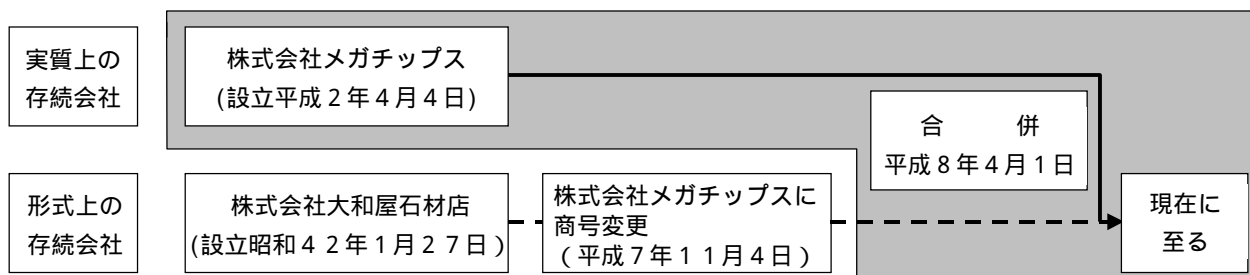 実質上の
存続会社
株式会社メガチップス
(設立平成２年４月４日)
合　　　併
平成８年４月１日
形式上の
存続会社
株式会社大和屋石材店
(設立昭和４２年１月２７日)
株式会社メガチップスに
商号変更
(平成７年１１月４日)
現在に
至る